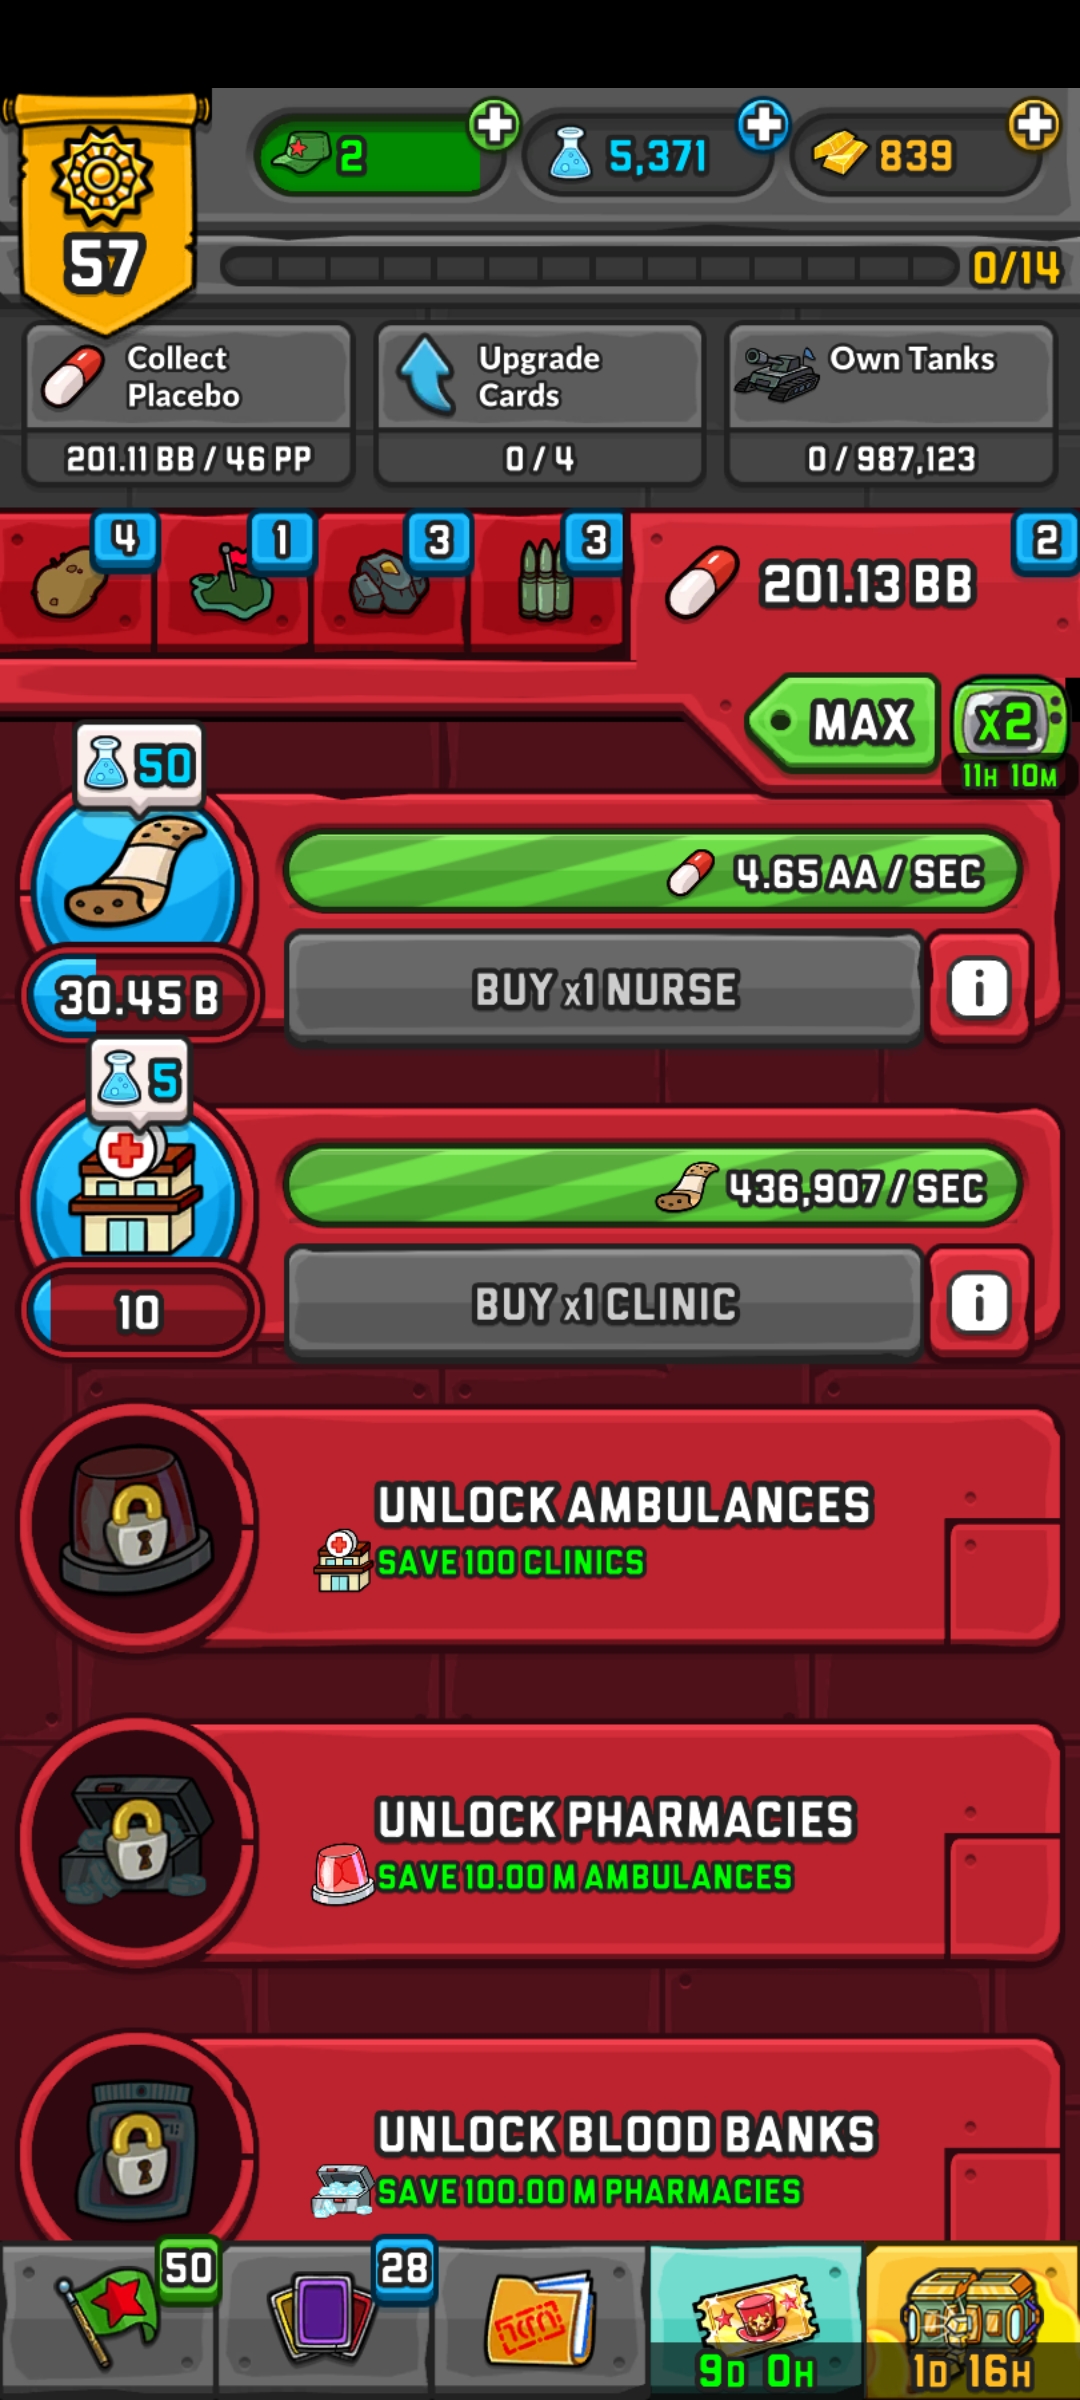 2
5,371
839
57
0/14
Collect
Placebo
201.11 BB / 46 PP
Upgrade
Cards
0 / 4
Own Tanks
0 / 987,123
4
1
3
3
201.13 BB
2
MAX
x2
11H 10M
50
4.65 AA / SEC
30.45 B
BUY x1 NURSE
i
5
436,907 / SEC
10
BUY x1 CLINIC
i
UNLOCK AMBULANCES
SAVE 100 CLINICS
UNLOCK PHARMACIES
SAVE 10.00 M AMBULANCES
UNLOCK BLOOD BANKS
SAVE 100.00 M PHARMACIES
50
28
9D 0H
1D 16H